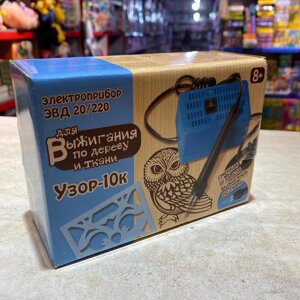 электроприбор
ЭВД 20/220
для
Выжигания
по дереву
и ткани
Узор-10к
8+